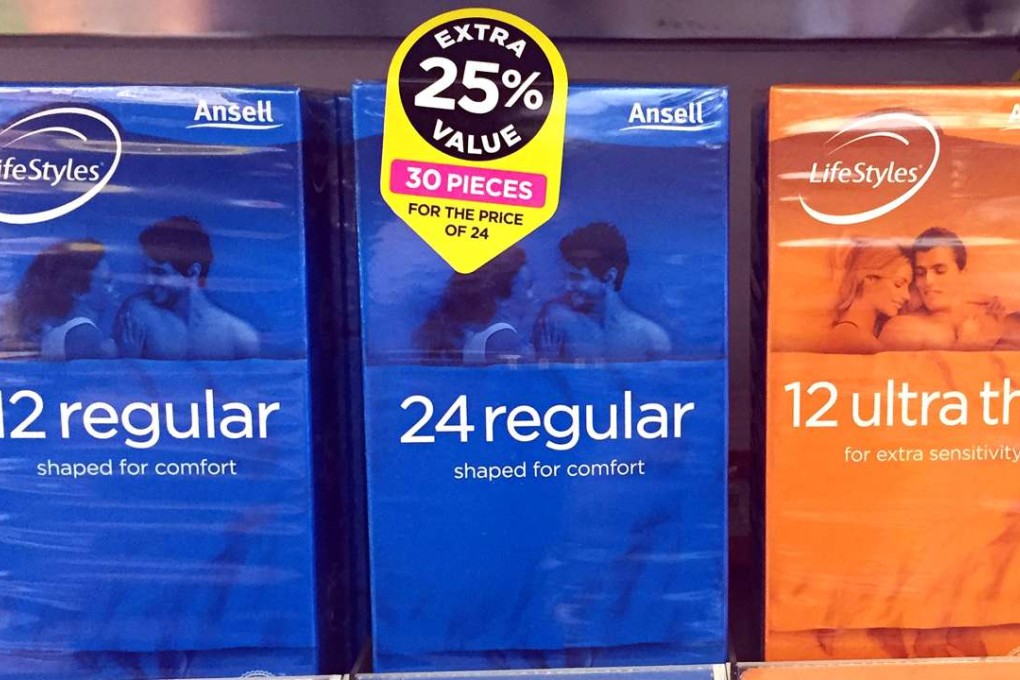 Ansell
LifeStyles
12 regular
shaped for comfort
EXTRA
25%
VALUE
30 PIECES
FOR THE PRICE
OF 24
Ansell
24 regular
shaped for comfort
LifeStyles
12 ultra th
for extra sensitivity